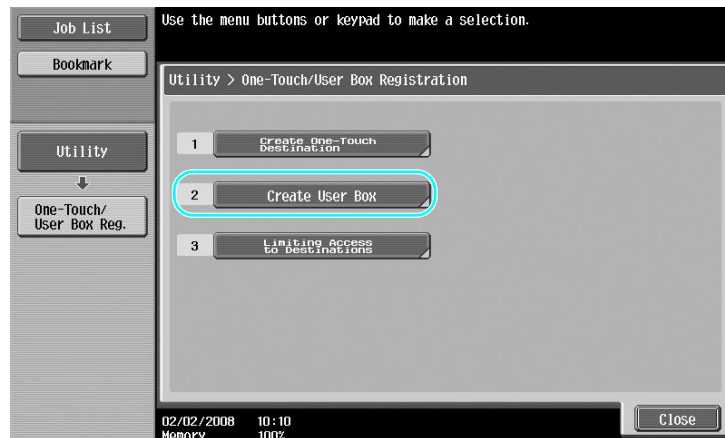 Job List
Use the menu buttons or keypad to make a selection.
Bookmark
Utility > One-Touch/User Box Registration
Utility
One-Touch/
User Box Reg.
1 Create One-Touch
Destination
2 Create User Box
3 Limiting Access
to Destinations
02/02/2008 10:10
Memory 100%
Close